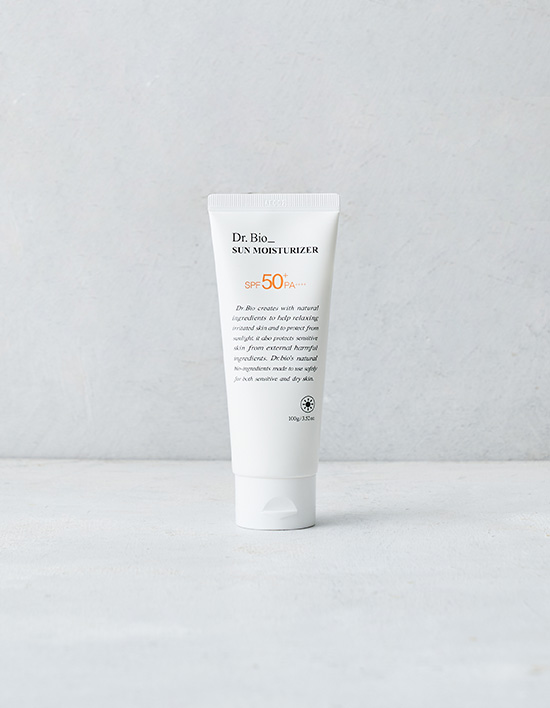 Dr. Bio_
SUN MOISTURIZER
SPF50+PA++++
Dr.Bio creates with natural
ingredients to help relaxing
irritated skin and to protect from
sunlight, it also protects sensitive
skin from external harmful
ingredients. Dr.bio's natural
bio-ingredients made to use safely
for both sensitive and dry skin.
100g/3.52oz.